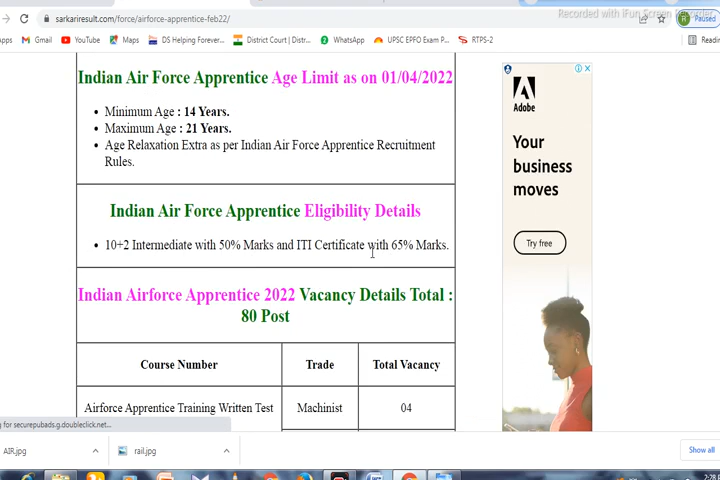 Recorded with iFun Screen Recorder
sarkariresult.com/force/airforce-apprentice-feb22/
R Paused
Gmail YouTube Maps DS Helping Forever... District Court | Distr... WhatsApp UPSC EPFO Exam P... RTPS-2
Indian Air Force Apprentice Age Limit as on 01/04/2022
Minimum Age : 14 Years.
Maximum Age : 21 Years.
Age Relaxation Extra as per Indian Air Force Apprentice Recruitment
Rules.
Indian Air Force Apprentice Eligibility Details
10+2 Intermediate with 50% Marks and ITI Certificate with 65% Marks.
Indian Airforce Apprentice 2022 Vacancy Details Total :
80 Post
Course Number Trade Total Vacancy
Airforce Apprentice Training Written Test Machinist 04
Adobe
Your
business
moves
Try free
for securepubads.g.doubleclick.net...
AIR.jpg rail.jpg Show all